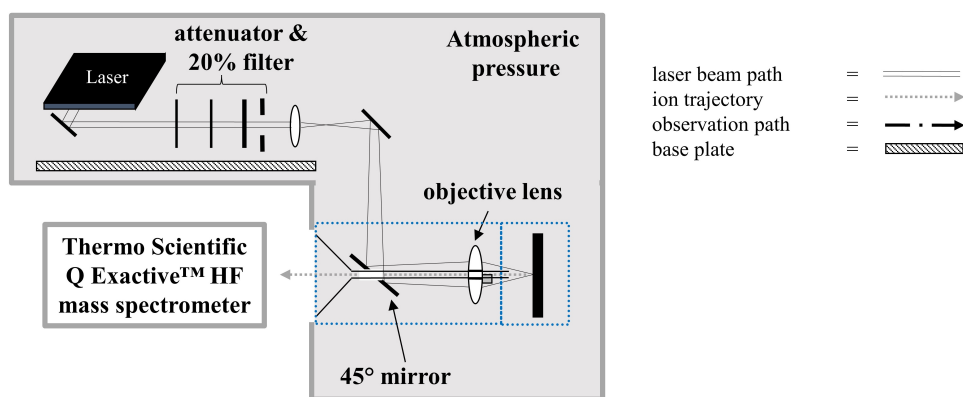 attenuator &
20% filter
Atmospheric
pressure
Laser
objective lens
Thermo Scientific
Q Exactive™ HF
mass spectrometer
45° mirror
laser beam path =
ion trajectory =
observation path =
base plate =